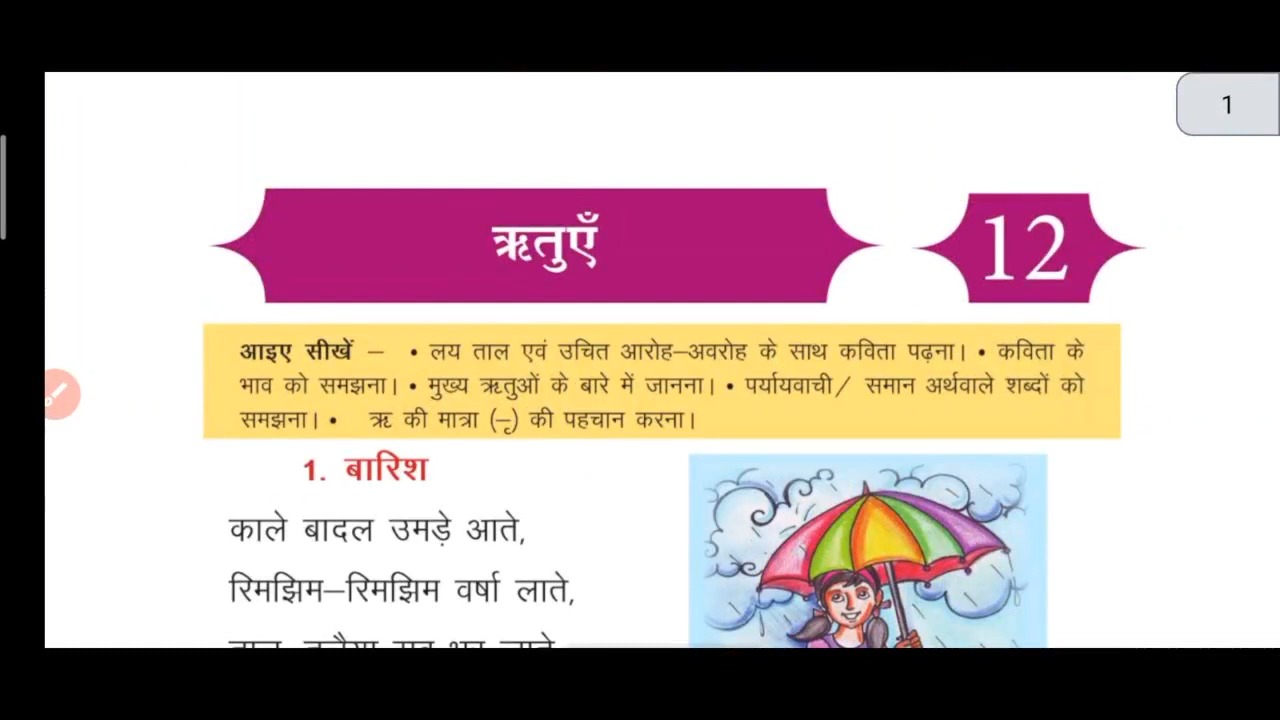 1
ऋतुएँ
12
आइए सीखें – • लय ताल एवं उचित आरोह–अवरोह के साथ कविता पढ़ना। • कविता के
भाव को समझना। • मुख्य ऋतुओं के बारे में जानना। • पर्यायवाची/ समान अर्थवाले शब्दों को
समझना। • ऋ की मात्रा (–ृ) की पहचान करना।
1. बारिश
काले बादल उमड़े आते,
रिमझिम–रिमझिम वर्षा लाते,